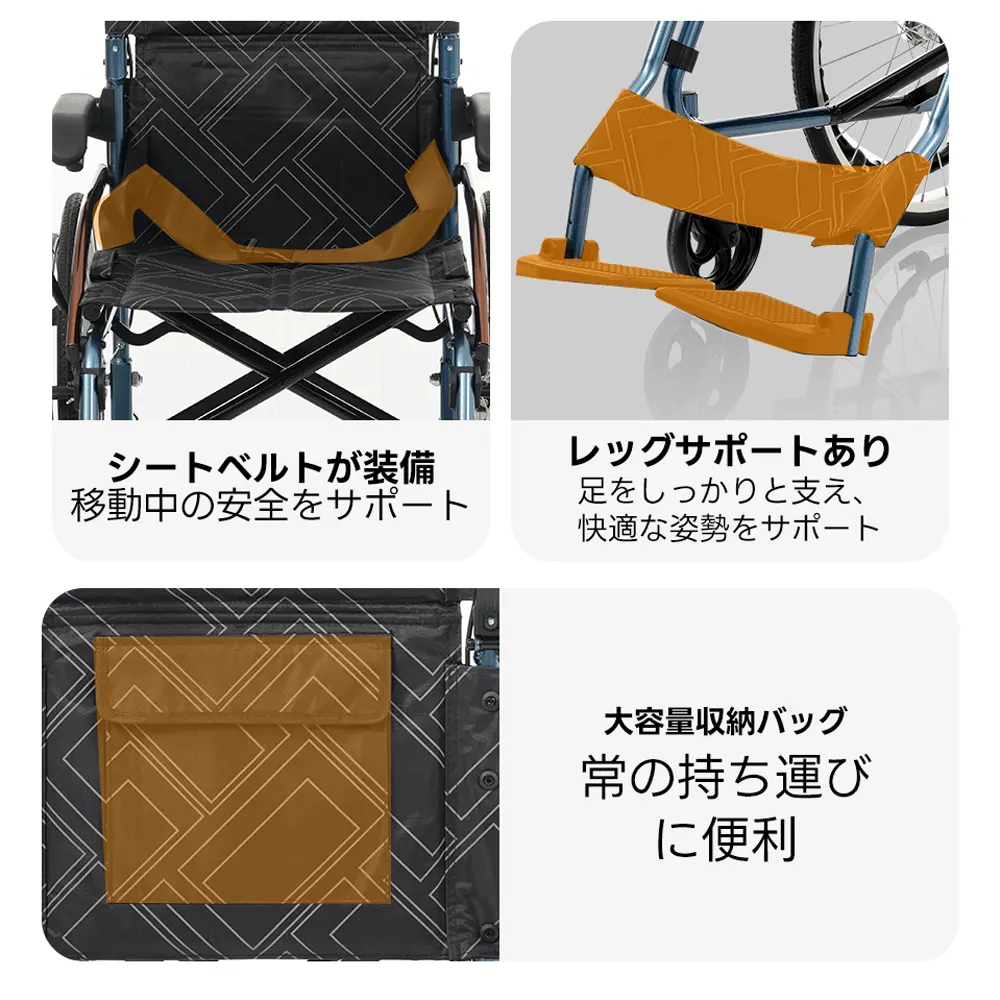 シートベルトが装備
移動中の安全をサポート
レッグサポートあり
足をしっかりと支え、
快適な姿勢をサポート
大容量収納バッグ
常の持ち運び
に便利